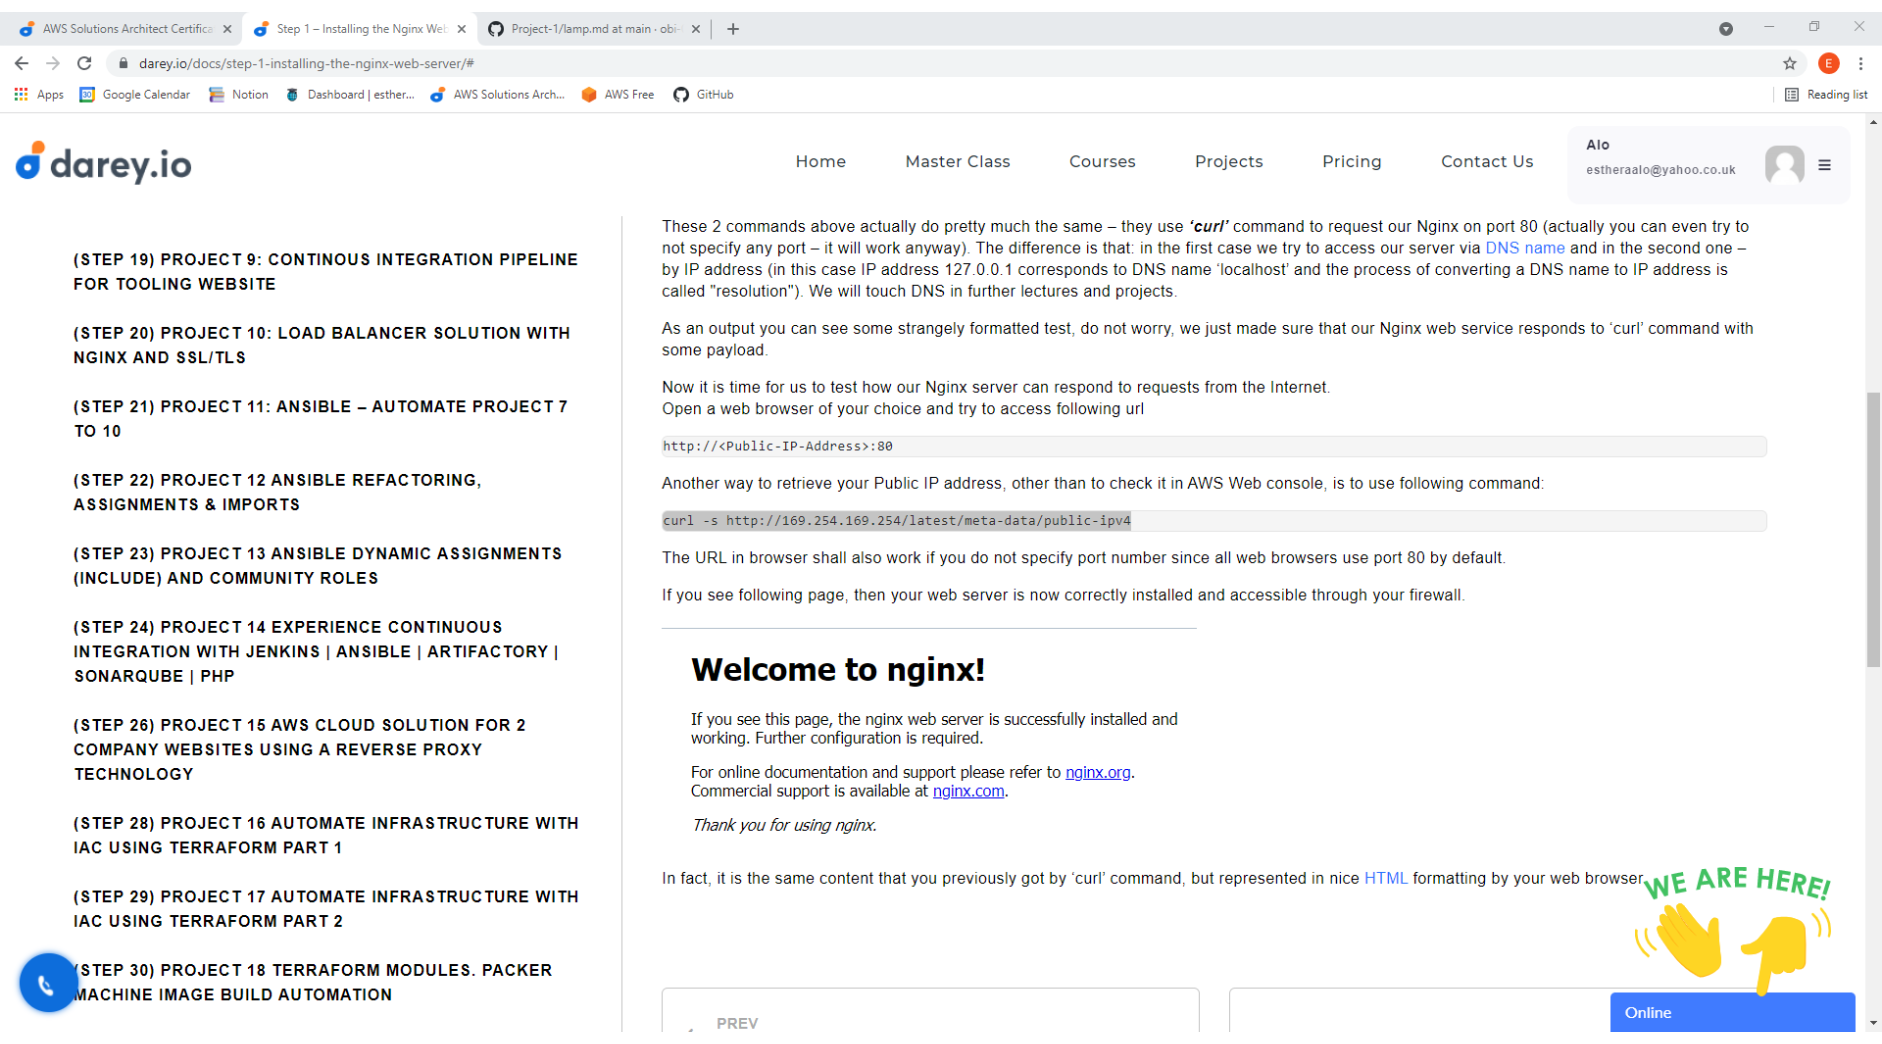 AWS Solutions Architect Certifica
Step 1 – Installing the Nginx Web
Project-1/lamp.md at main · obi-
darey.io/docs/step-1-installing-the-nginx-web-server/#
E
Apps
Google Calendar
Notion
Dashboard | esther...
AWS Solutions Arch...
AWS Free
GitHub
Reading list
darey.io
Home
Master Class
Courses
Projects
Pricing
Contact Us
Alo
estheraalo@yahoo.co.uk
(STEP 19) PROJECT 9: CONTINOUS INTEGRATION PIPELINE
FOR TOOLING WEBSITE
(STEP 20) PROJECT 10: LOAD BALANCER SOLUTION WITH
NGINX AND SSL/TLS
(STEP 21) PROJECT 11: ANSIBLE – AUTOMATE PROJECT 7
TO 10
(STEP 22) PROJECT 12 ANSIBLE REFACTORING,
ASSIGNMENTS & IMPORTS
(STEP 23) PROJECT 13 ANSIBLE DYNAMIC ASSIGNMENTS
(INCLUDE) AND COMMUNITY ROLES
(STEP 24) PROJECT 14 EXPERIENCE CONTINUOUS
INTEGRATION WITH JENKINS | ANSIBLE | ARTIFACTORY |
SONARQUBE | PHP
(STEP 26) PROJECT 15 AWS CLOUD SOLUTION FOR 2
COMPANY WEBSITES USING A REVERSE PROXY
TECHNOLOGY
(STEP 28) PROJECT 16 AUTOMATE INFRASTRUCTURE WITH
IAC USING TERRAFORM PART 1
(STEP 29) PROJECT 17 AUTOMATE INFRASTRUCTURE WITH
IAC USING TERRAFORM PART 2
(STEP 30) PROJECT 18 TERRAFORM MODULES. PACKER
MACHINE IMAGE BUILD AUTOMATION
These 2 commands above actually do pretty much the same – they use ‘curl’ command to request our Nginx on port 80 (actually you can even try to
not specify any port – it will work anyway). The difference is that: in the first case we try to access our server via DNS name and in the second one –
by IP address (in this case IP address 127.0.0.1 corresponds to DNS name ‘localhost’ and the process of converting a DNS name to IP address is
called "resolution"). We will touch DNS in further lectures and projects.
As an output you can see some strangely formatted test, do not worry, we just made sure that our Nginx web service responds to ‘curl’ command with
some payload.
Now it is time for us to test how our Nginx server can respond to requests from the Internet.
Open a web browser of your choice and try to access following url
http://<Public-IP-Address>:80
Another way to retrieve your Public IP address, other than to check it in AWS Web console, is to use following command:
curl -s http://169.254.169.254/latest/meta-data/public-ipv4
The URL in browser shall also work if you do not specify port number since all web browsers use port 80 by default.
If you see following page, then your web server is now correctly installed and accessible through your firewall.
Welcome to nginx!
If you see this page, the nginx web server is successfully installed and
working. Further configuration is required.
For online documentation and support please refer to nginx.org.
Commercial support is available at nginx.com.
Thank you for using nginx.
In fact, it is the same content that you previously got by ‘curl’ command, but represented in nice HTML formatting by your web browser.
WE ARE HERE!
PREV
Online